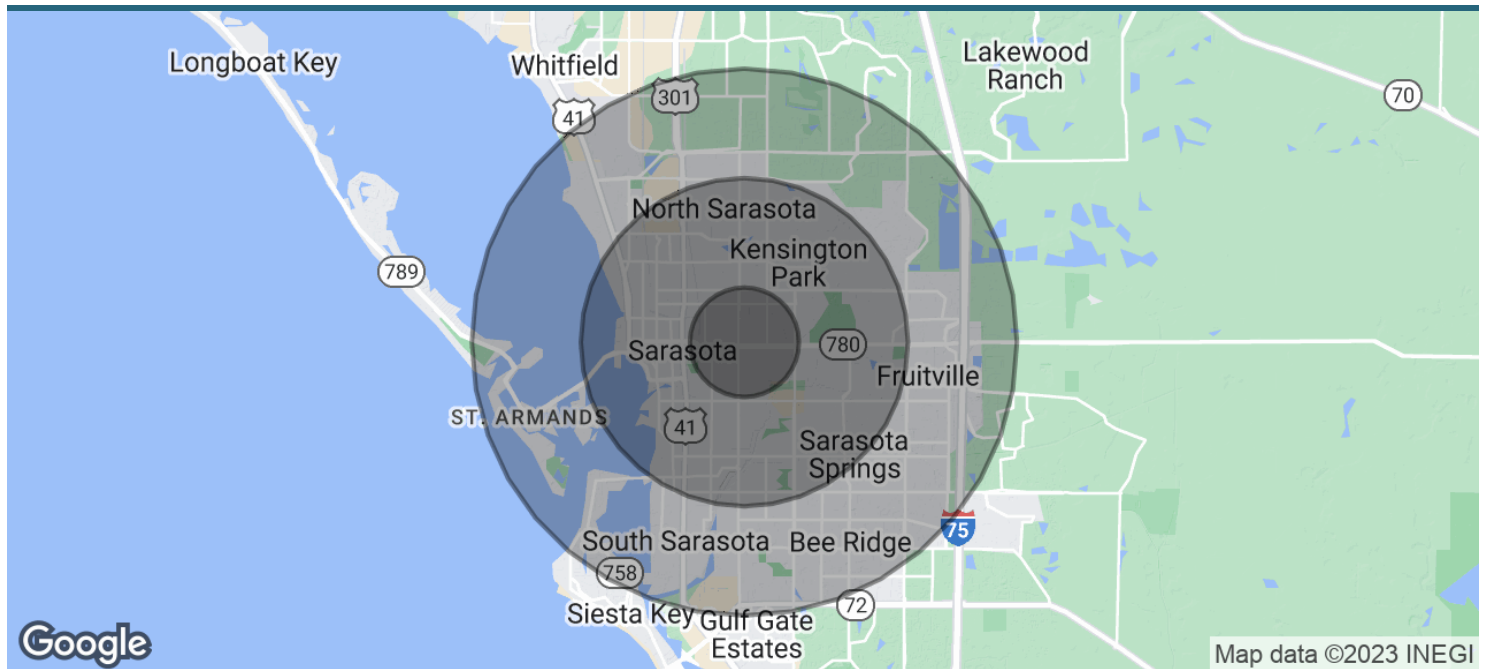 Longboat Key
Whitfield
Lakewood
Ranch
301
41
70
North Sarasota
Kensington
Park
789
Sarasota
780
Fruitville
ST. ARMANDS
41
Sarasota
Springs
75
South Sarasota
Bee Ridge
758
72
Siesta Key
Gulf Gate
Estates
Google
Map data ©2023 INEGI